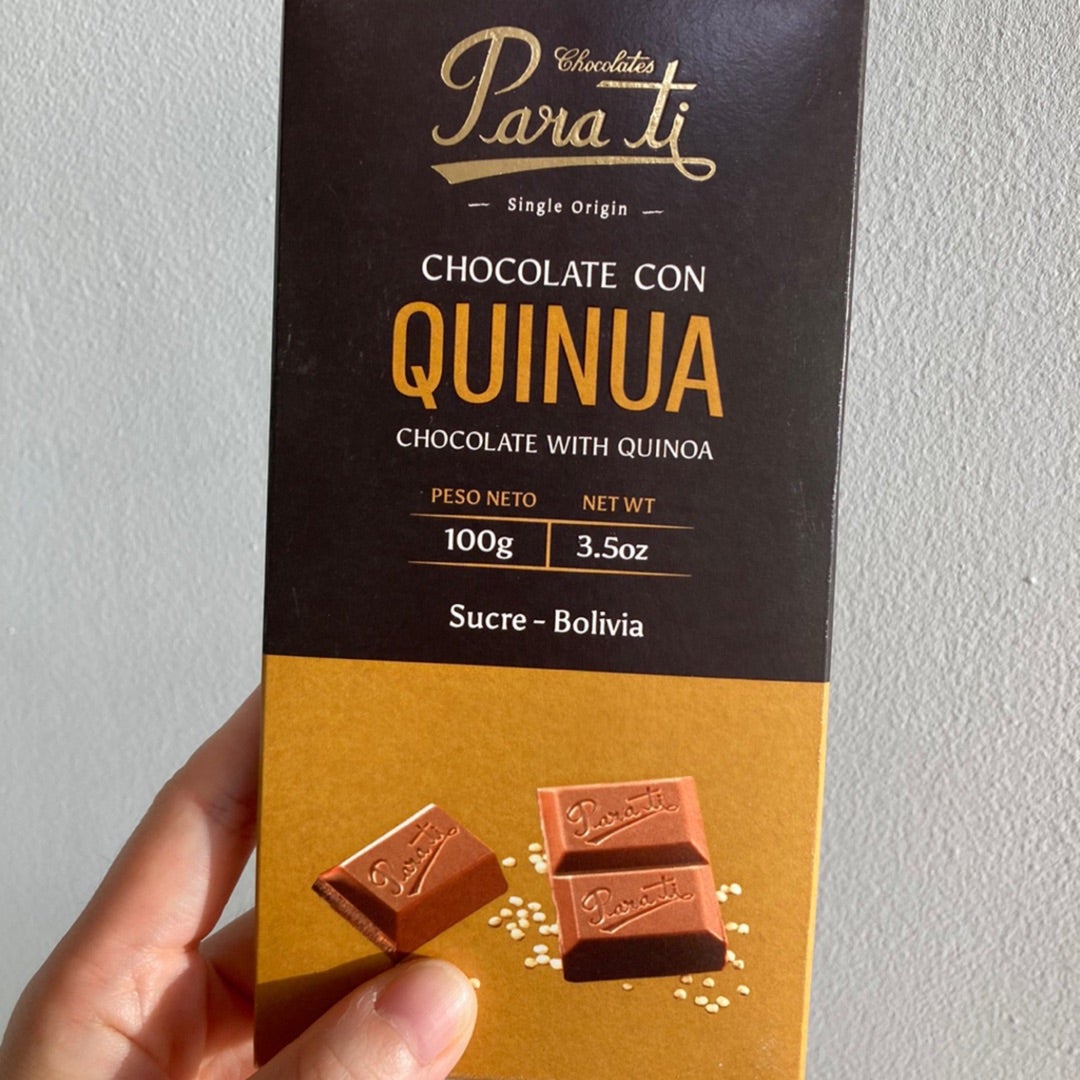 Chocolates
Para ti
Single Origin
CHOCOLATE CON
QUINUA
CHOCOLATE WITH QUINOA
PESO NETO NET WT
100g 3.5oz
Sucre - Bolivia
Para ti
Para ti
Para ti